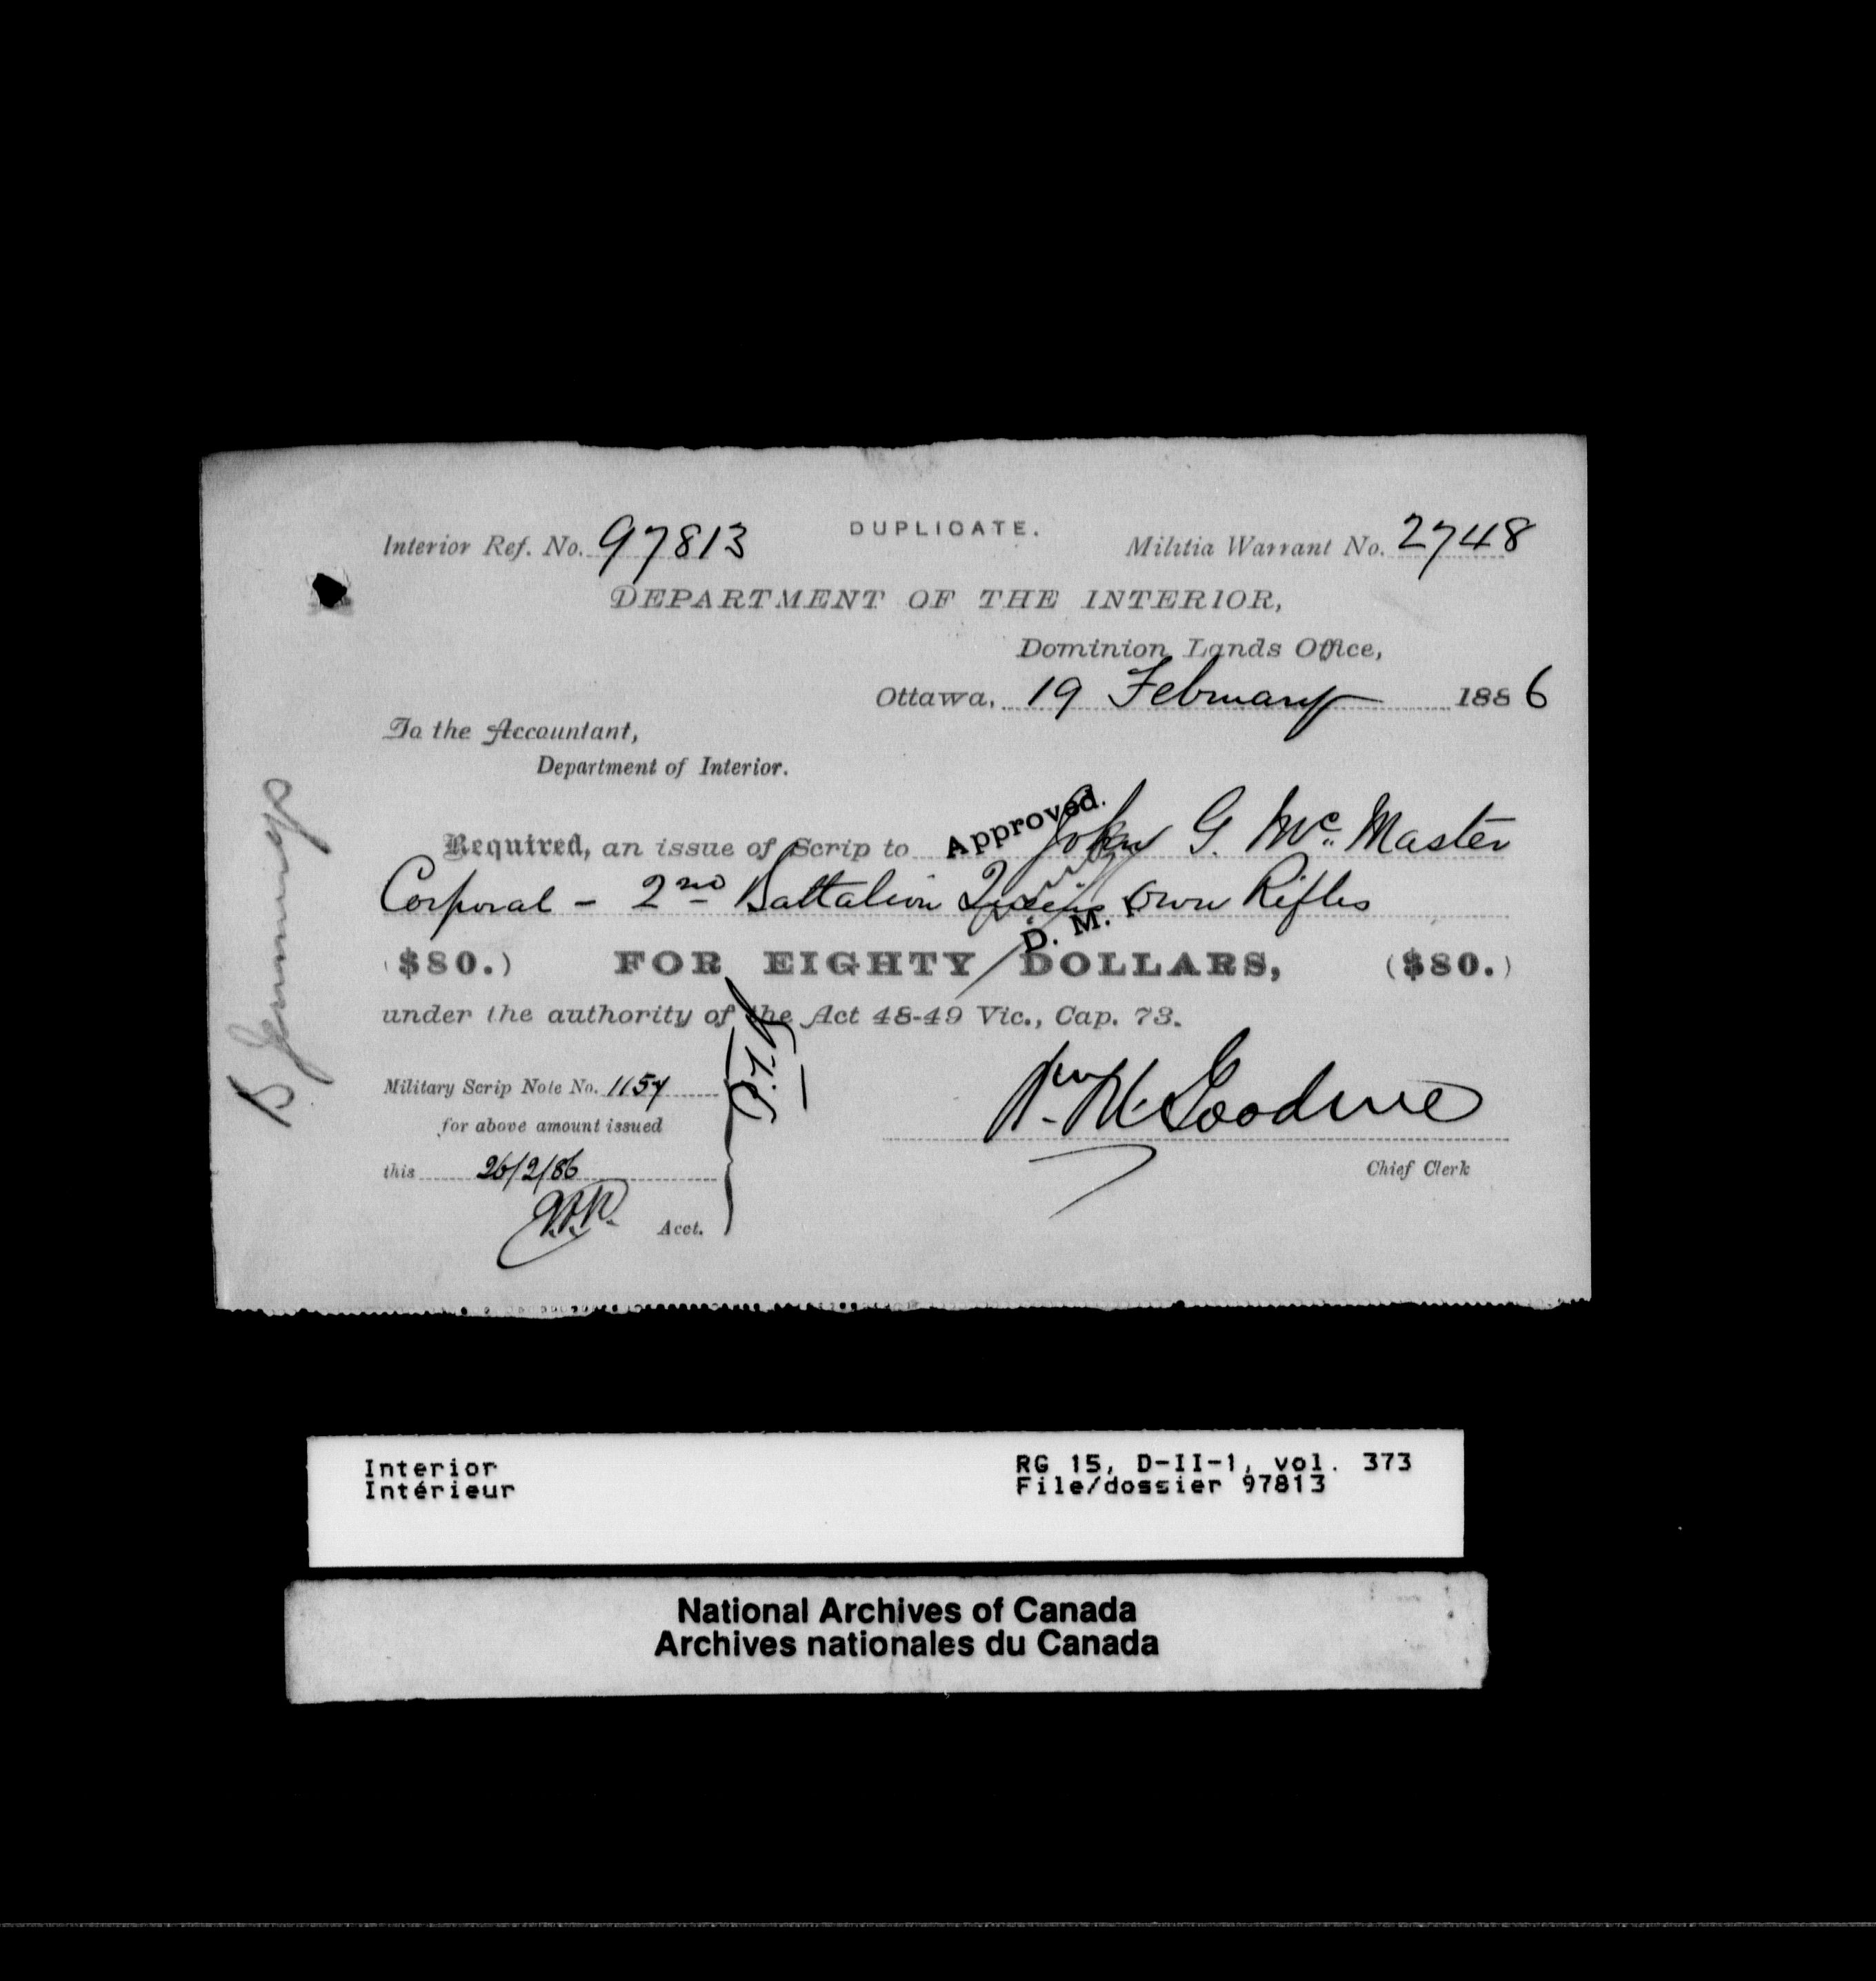 DUPLICATE.
Interior Ref. No. 97813 Militia Warrant No. 2748
DEPARTMENT OF THE INTERIOR,
Dominion Lands Office,
Ottawa, 19 February 1886
To the Accountant,
Department of Interior.
Approved.
Required, an issue of Scrip to John G. McMaster
Corporal - 2nd Battalion Queens Own Rifles
D. M. I.
($80.) FOR EIGHTY DOLLARS, ($80.)
under the authority of the Act 48-49 Vic., Cap. 73.
Military Scrip Note No. 1154
for above amount issued
this 26/2/86
Acct.
Wm M. Goodeve
Chief Clerk
Interior
Intérieur
RG 15, D-II-1, vol. 373
File/dossier 97813
National Archives of Canada
Archives nationales du Canada